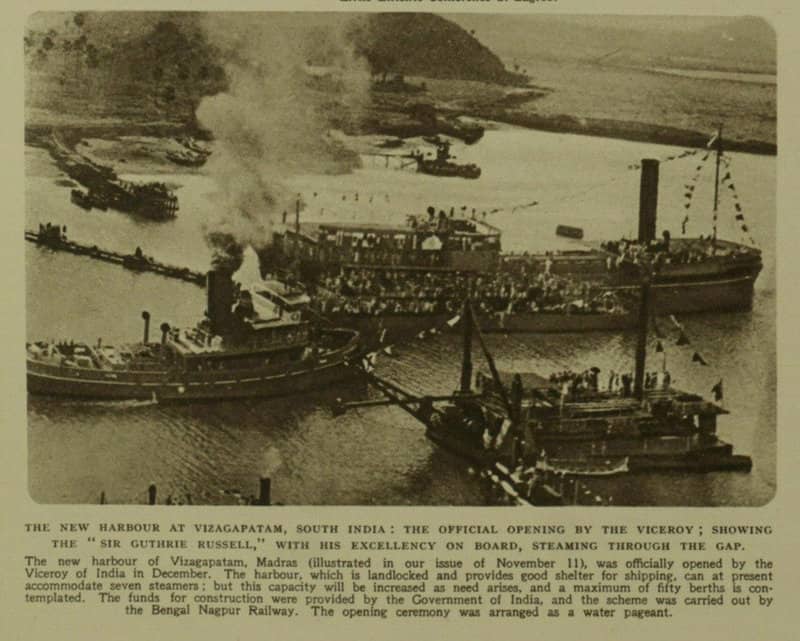 THE NEW HARBOUR AT VIZAGAPATAM, SOUTH INDIA: THE OFFICIAL OPENING BY THE VICEROY; SHOWING
THE "SIR GUTHRIE RUSSELL," WITH HIS EXCELLENCY ON BOARD, STEAMING THROUGH THE GAP.
The new harbour of Vizagapatam, Madras (illustrated in our issue of November 11), was officially opened by the
Viceroy of India in December. The harbour, which is landlocked and provides good shelter for shipping, can at present
accommodate seven steamers; but this capacity will be increased as need arises, and a maximum of fifty berths is con-
templated. The funds for construction were provided by the Government of India, and the scheme was carried out by
the Bengal Nagpur Railway. The opening ceremony was arranged as a water pageant.